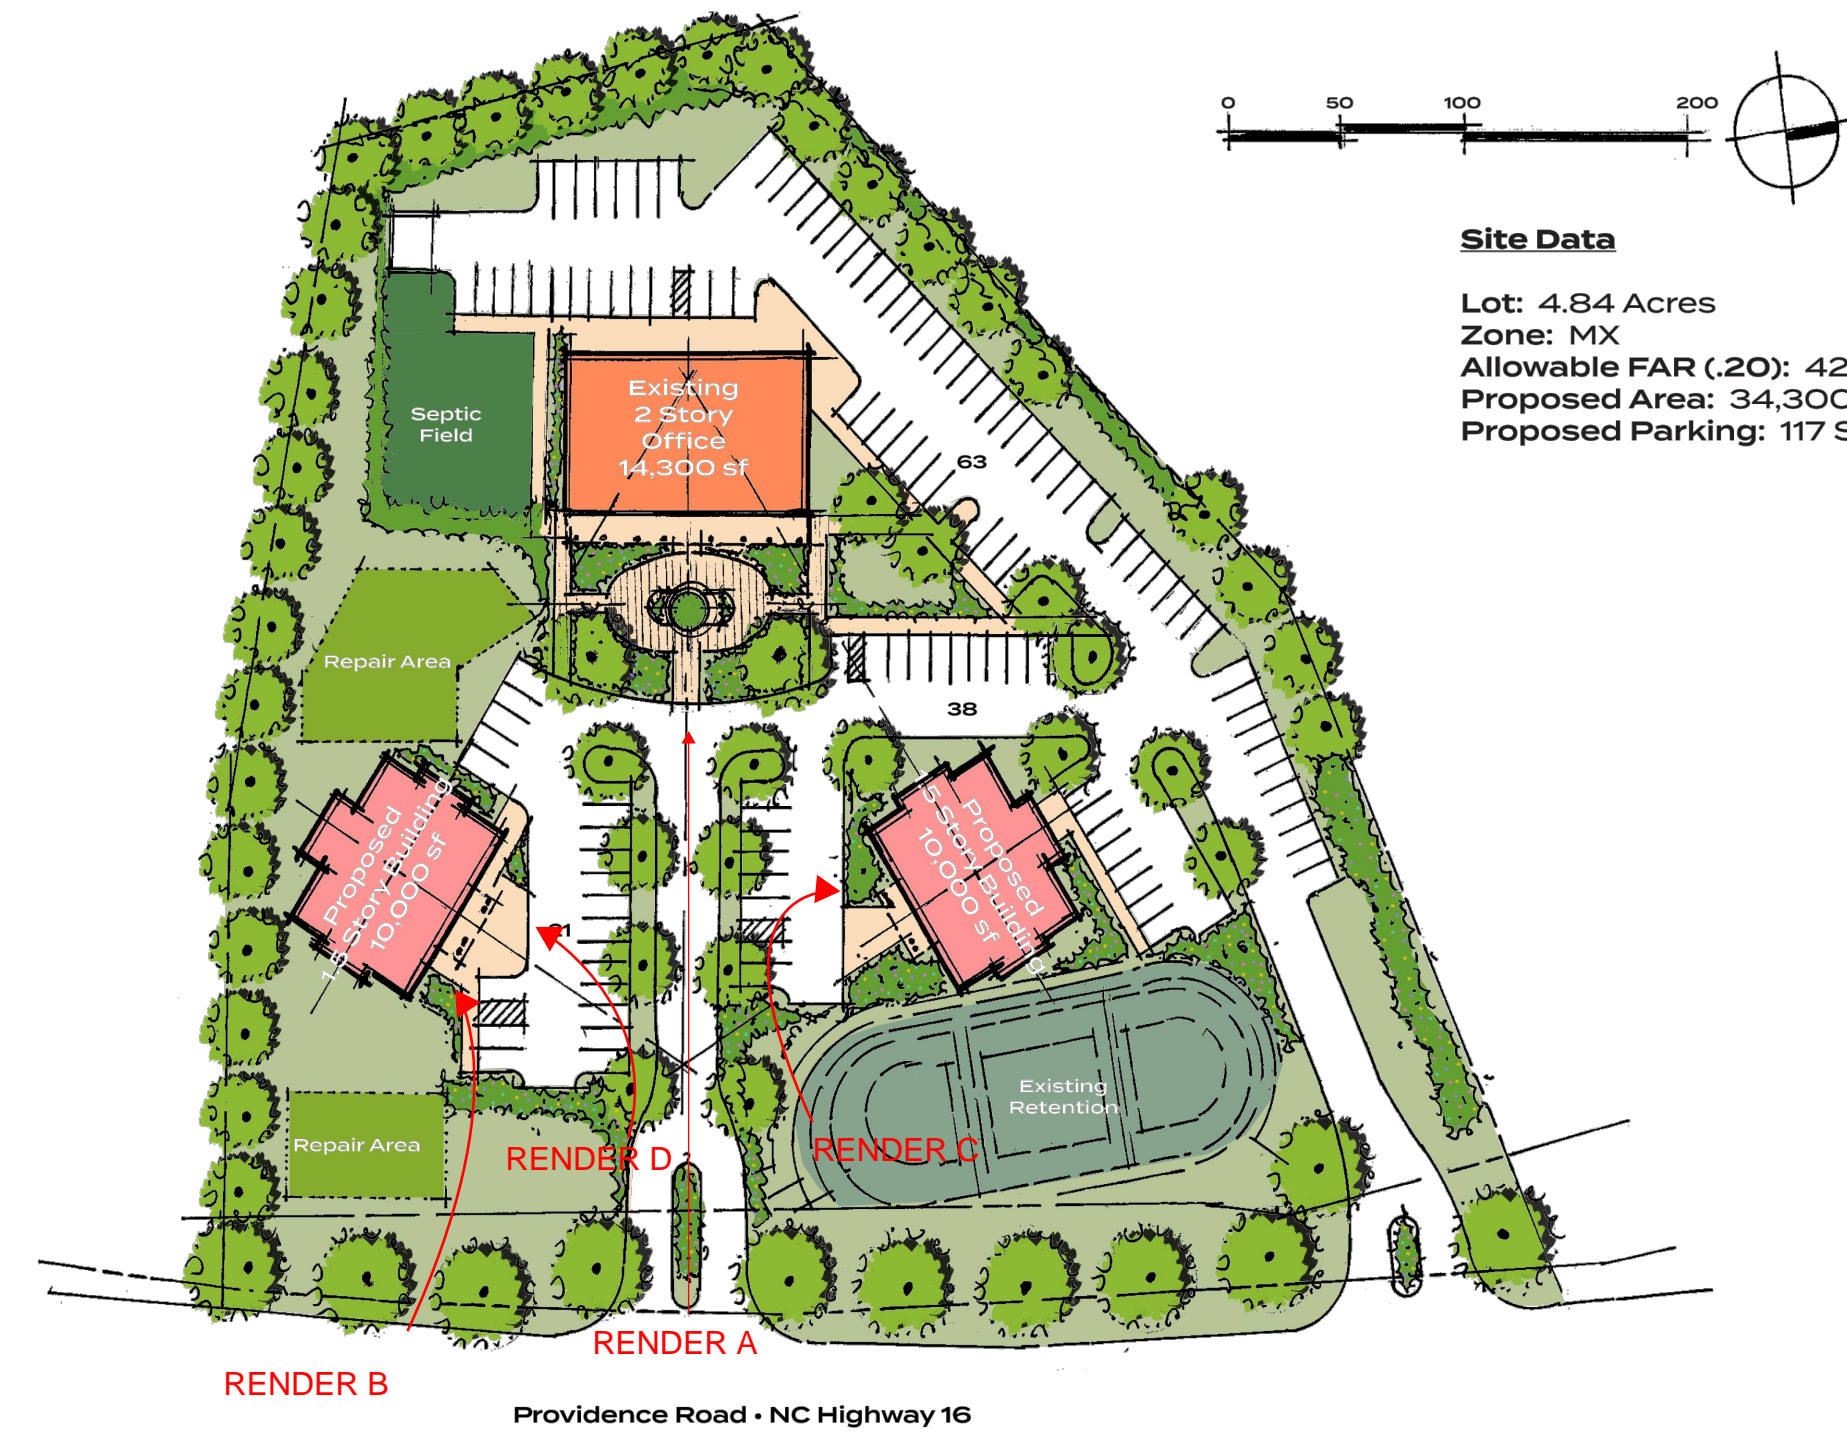 0 50 100 200
Site Data
Lot: 4.84 Acres
Zone: MX
Allowable FAR (.20): 42
Proposed Area: 34,300
Proposed Parking: 117 S
Existing
2 Story
Office
14,300 sf
Septic
Field
63
Repair Area
38
Proposed
1.5 Story Building
10,000 sf
Proposed
5 Story Building
10,000 sf
21
Existing
Retention
Repair Area
RENDER D
RENDER C
RENDER A
RENDER B
Providence Road • NC Highway 16